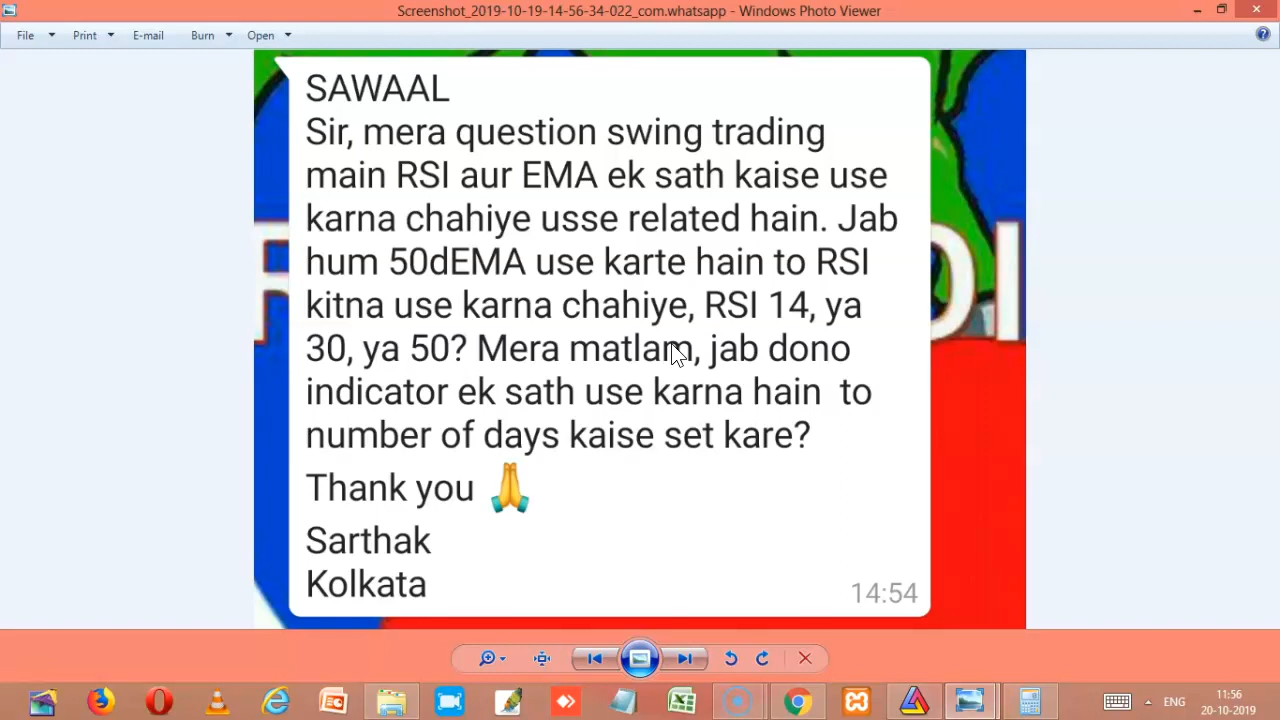 Screenshot_2019-10-19-14-56-34-022_com.whatsapp - Windows Photo Viewer
File Print E-mail Burn Open
SAWAAL
Sir, mera question swing trading
main RSI aur EMA ek sath kaise use
karna chahiye usse related hain. Jab
hum 50dEMA use karte hain to RSI
kitna use karna chahiye, RSI 14, ya
30, ya 50? Mera matlam, jab dono
indicator ek sath use karna hain to
number of days kaise set kare?
Thank you 🙏
Sarthak
Kolkata
14:54
ENG
11:56
20-10-2019